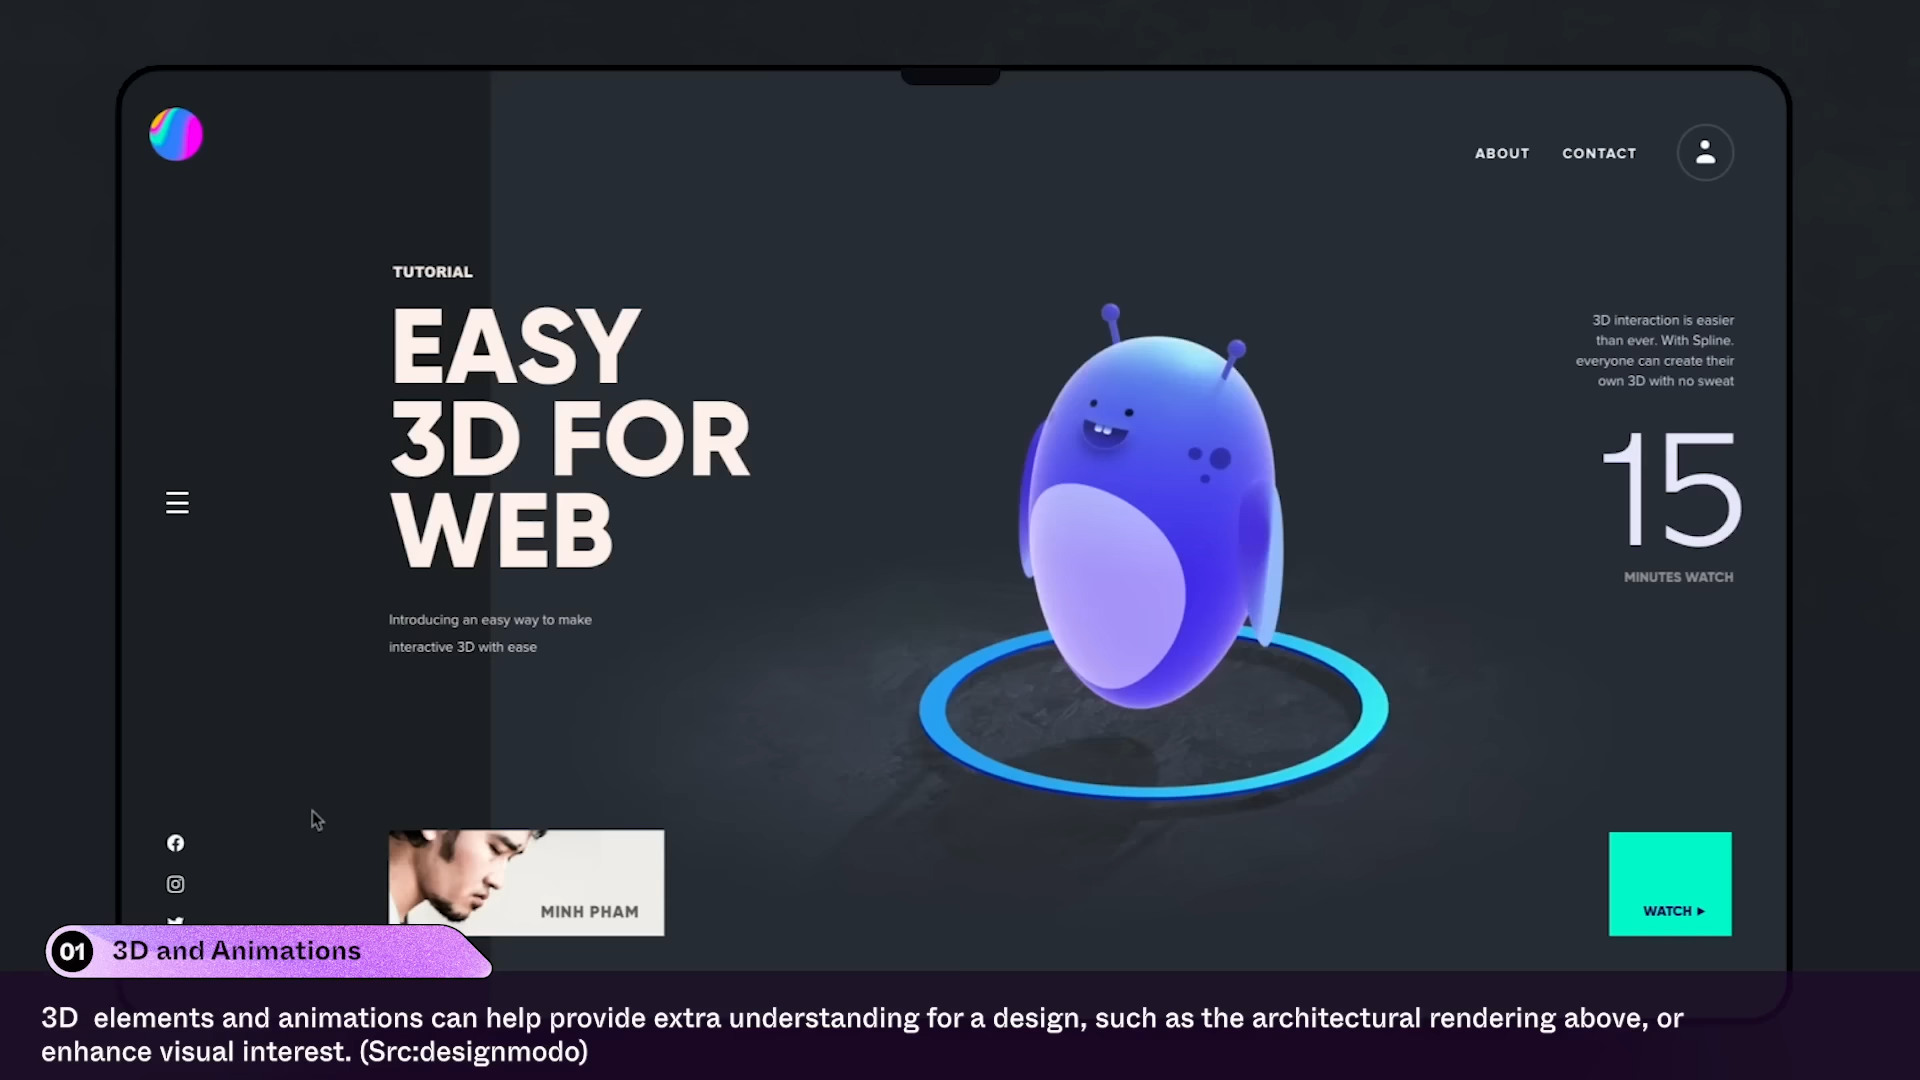 ABOUT
CONTACT
TUTORIAL
EASY
3D FOR
WEB
Introducing an easy way to make
interactive 3D with ease
3D interaction is easier
than ever. With Spline.
everyone can create their
own 3D with no sweat
15
MINUTES WATCH
MINH PHAM
WATCH
01 3D and Animations
3D elements and animations can help provide extra understanding for a design, such as the architectural rendering above, or
enhance visual interest. (Src:designmodo)